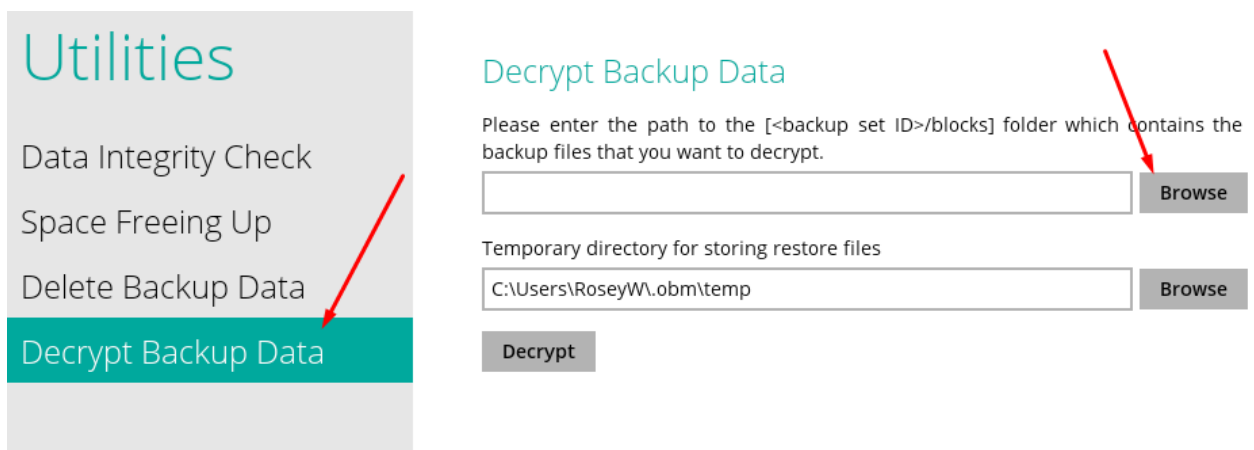 Utilities
Data Integrity Check
Space Freeing Up
Delete Backup Data
Decrypt Backup Data
Decrypt Backup Data
Please enter the path to the [<backup set ID>/blocks] folder which contains the
backup files that you want to decrypt.
Browse
Temporary directory for storing restore files
C:\Users\RoseyW\.obm\temp
Browse
Decrypt